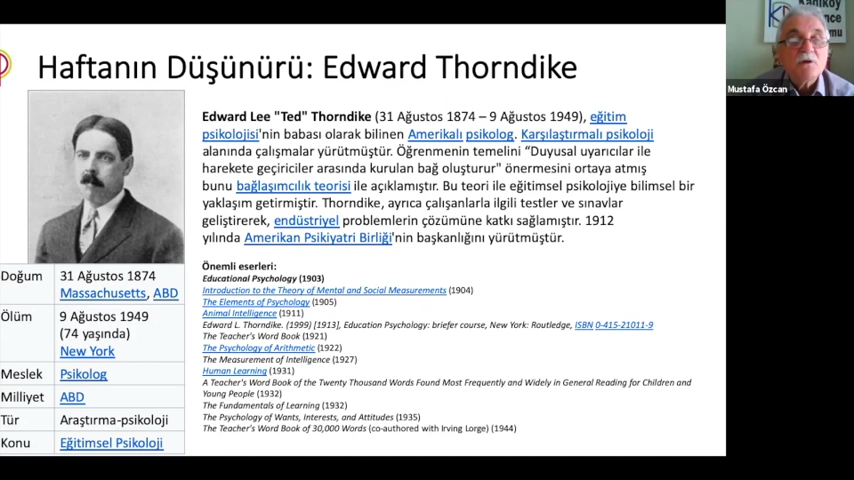 Haftanın Düşünürü: Edward Thorndike
Edward Lee "Ted" Thorndike (31 Ağustos 1874 – 9 Ağustos 1949), eğitim
psikolojisi'nin babası olarak bilinen Amerikalı psikolog. Karşılaştırmalı psikoloji
alanında çalışmalar yürütmüştür. Öğrenmenin temelini “Duyusal uyarıcılar ile
harekete geçiriciler arasında kurulan bağ oluşturur" önermesini ortaya atmış
bunu bağlaşımcılık teorisi ile açıklamıştır. Bu teori ile eğitimsel psikolojiye bilimsel bir
yaklaşım getirmiştir. Thorndike, ayrıca çalışanlarla ilgili testler ve sınavlar
geliştirerek, endüstriyel problemlerin çözümüne katkı sağlamıştır. 1912
yılında Amerikan Psikiyatri Birliği'nin başkanlığını yürütmüştür.
Doğum 31 Ağustos 1874
Massachusetts, ABD
Ölüm 9 Ağustos 1949
(74 yaşında)
New York
Meslek Psikolog
Milliyet ABD
Tür Araştırma-psikoloji
Konu Eğitimsel Psikoloji
Önemli eserleri:
Educational Psychology (1903)
Introduction to the Theory of Mental and Social Measurements (1904)
The Elements of Psychology (1905)
Animal Intelligence (1911)
Edward L. Thorndike. (1999) [1913], Education Psychology: briefer course, New York: Routledge, ISBN 0-415-21011-9
The Teacher's Word Book (1921)
The Psychology of Arithmetic (1922)
The Measurement of Intelligence (1927)
Human Learning (1931)
A Teacher's Word Book of the Twenty Thousand Words Found Most Frequently and Widely in General Reading for Children and
Young People (1932)
The Fundamentals of Learning (1932)
The Psychology of Wants, Interests, and Attitudes (1935)
The Teacher's Word Book of 30,000 Words (co-authored with Irving Lorge) (1944)
Mustafa Özcan